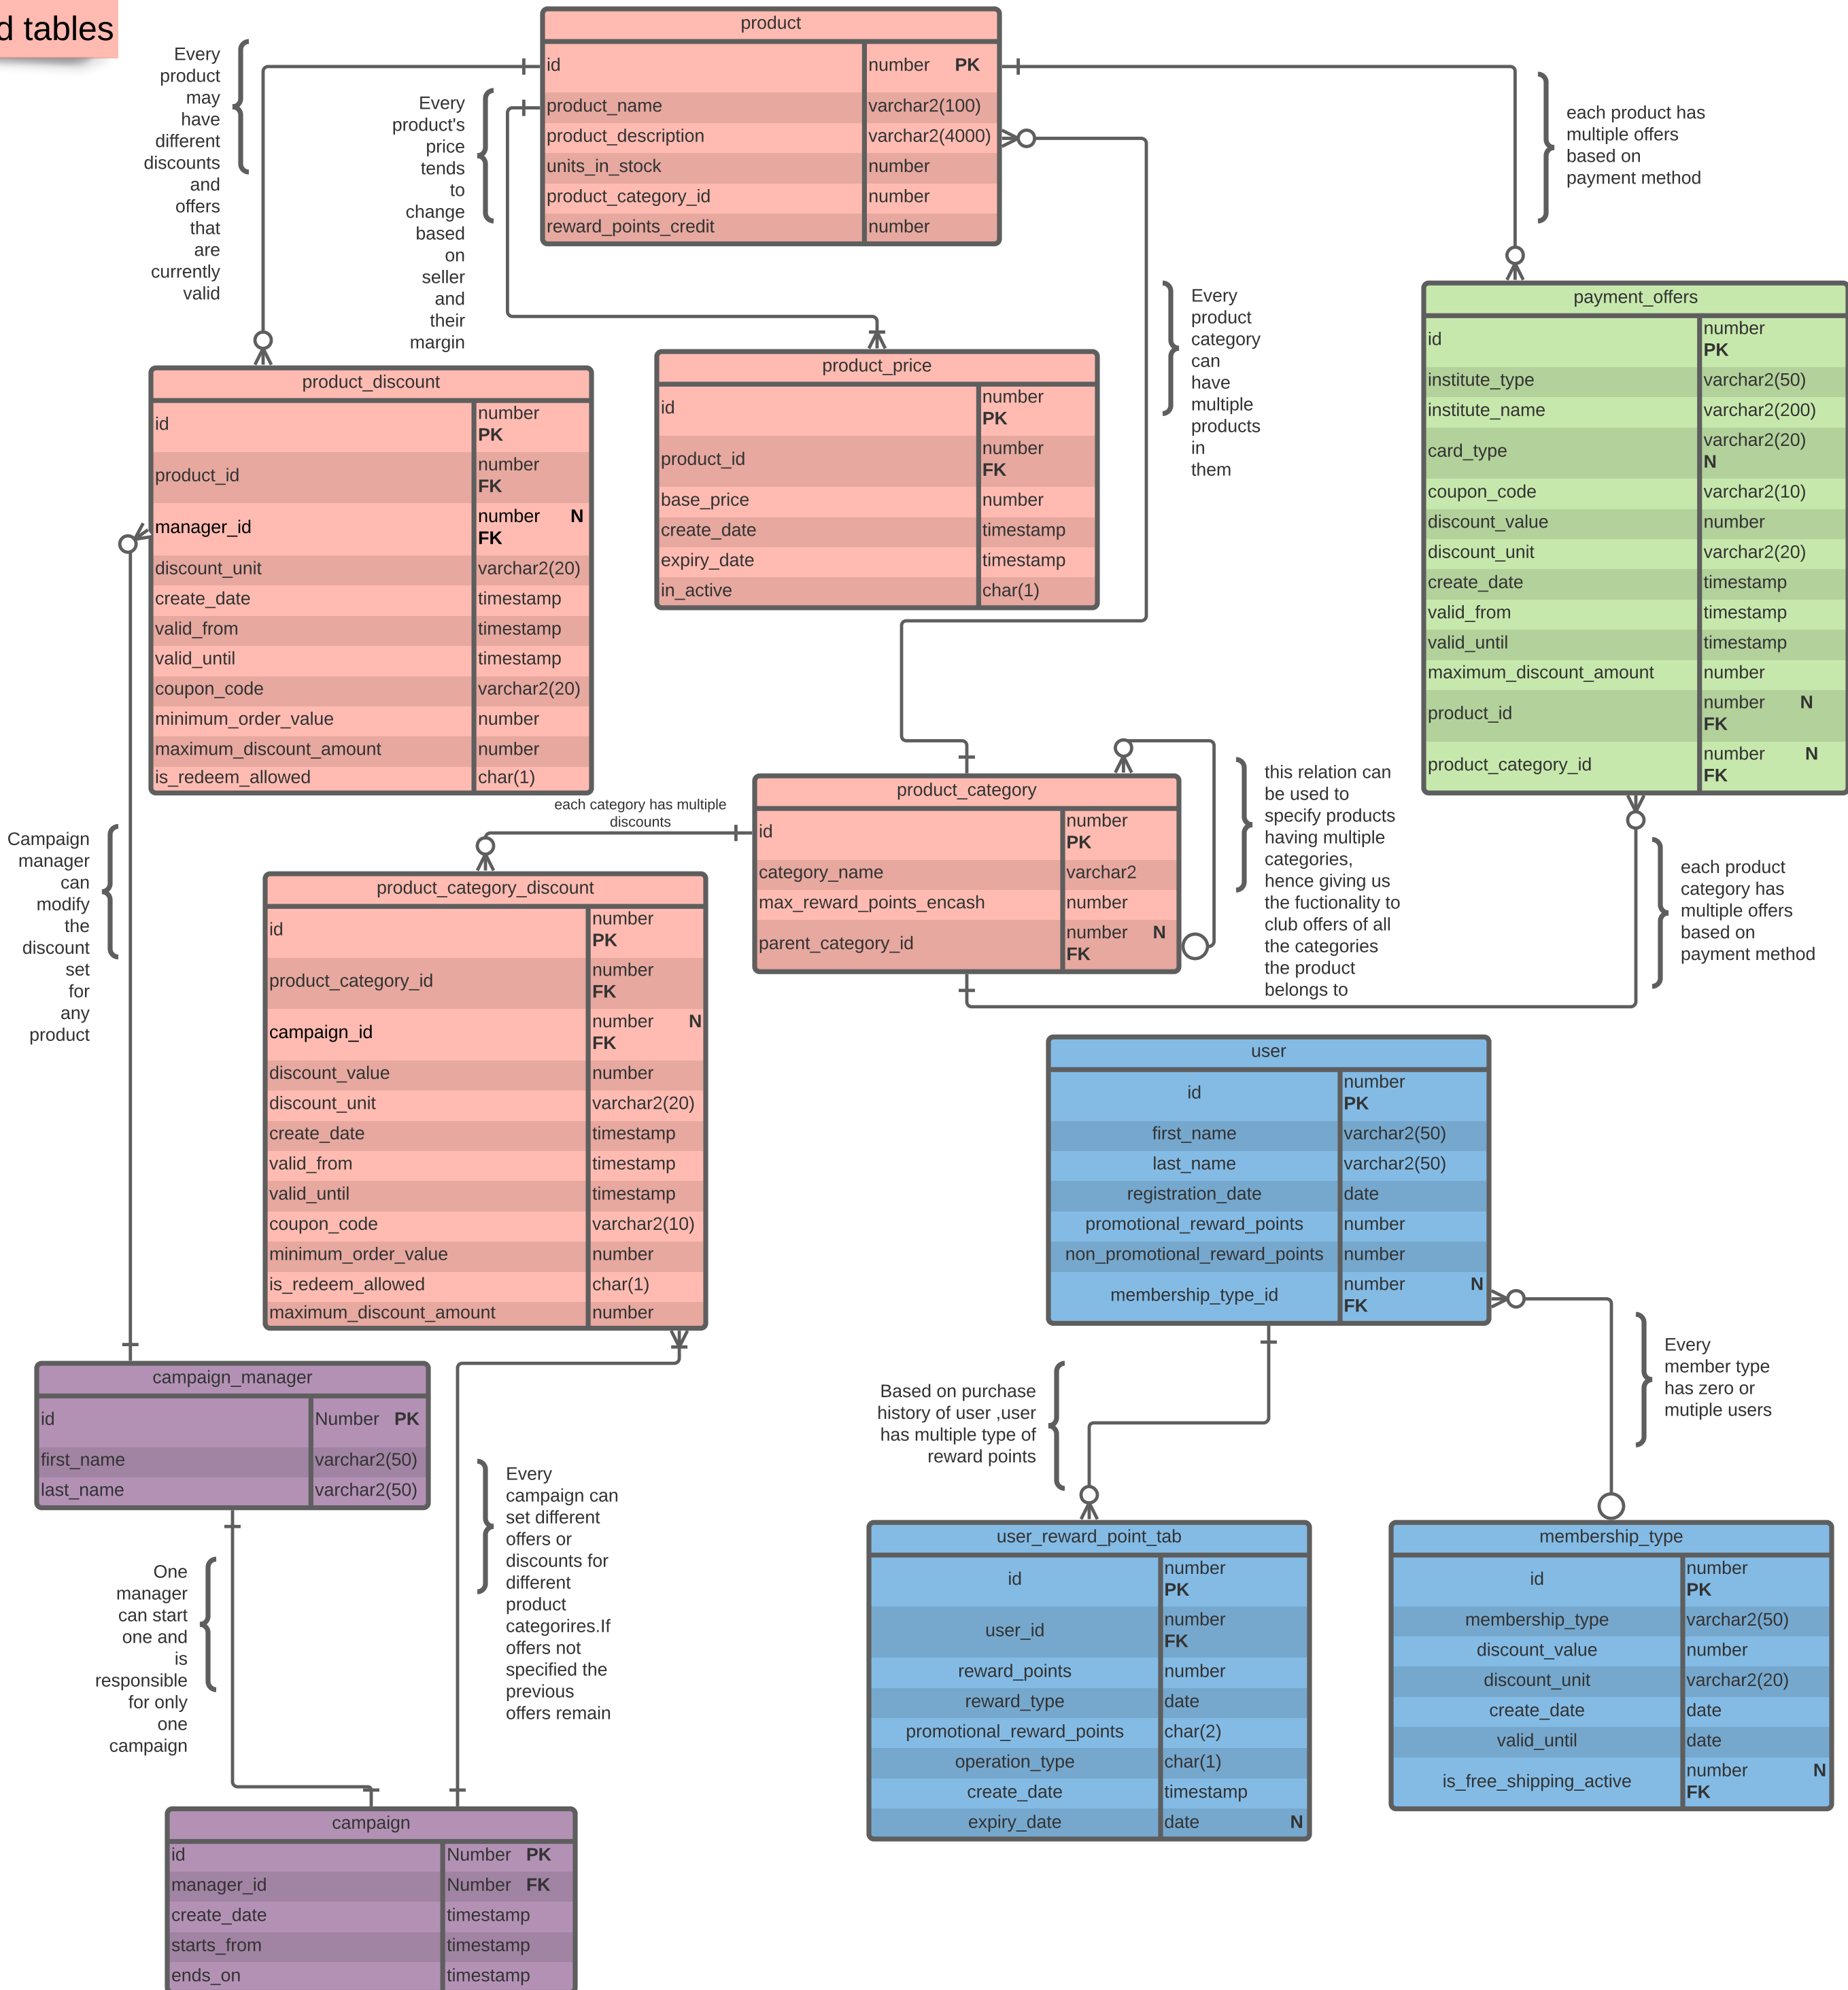 d tables
product
id number PK
product_name varchar2(100)
product_description varchar2(4000)
units_in_stock number
product_category_id number
reward_points_credit number
Every
product
may
have
different
discounts
and
offers
that
are
currently
valid
Every
product's
price
tends
to
change
based
on
seller
and
their
margin
each product has
multiple offers
based on
payment method
Every
product
category
can
have
multiple
products
in
them
payment_offers
id number
PK
institute_type varchar2(50)
institute_name varchar2(200)
card_type varchar2(20)
N
coupon_code varchar2(10)
discount_value number
discount_unit varchar2(20)
create_date timestamp
valid_from timestamp
valid_until timestamp
maximum_discount_amount number
product_id number N
FK
product_category_id number N
FK
product_discount
id number
PK
product_id number
FK
manager_id number N
FK
discount_unit varchar2(20)
create_date timestamp
valid_from timestamp
valid_until timestamp
coupon_code varchar2(20)
minimum_order_value number
maximum_discount_amount number
is_redeem_allowed char(1)
product_price
id number
PK
product_id number
FK
base_price number
create_date timestamp
expiry_date timestamp
in_active char(1)
each category has multiple
discounts
product_category
id number
PK
category_name varchar2
max_reward_points_encash number
parent_category_id number N
FK
this relation can
be used to
specify products
having multiple
categories,
hence giving us
the fuctionality to
club offers of all
the categories
the product
belongs to
each product
category has
multiple offers
based on
payment method
Campaign
manager
can
modify
the
discount
set
for
any
product
product_category_discount
id number
PK
product_category_id number
FK
campaign_id number N
FK
discount_value number
discount_unit varchar2(20)
create_date timestamp
valid_from timestamp
valid_until timestamp
coupon_code varchar2(10)
minimum_order_value number
is_redeem_allowed char(1)
maximum_discount_amount number
user
id number
PK
first_name varchar2(50)
last_name varchar2(50)
registration_date date
promotional_reward_points number
non_promotional_reward_points number
membership_type_id number N
FK
campaign_manager
id Number PK
first_name varchar2(50)
last_name varchar2(50)
Based on purchase
history of user ,user
has multiple type of
reward points
Every
member type
has zero or
mutiple users
Every
campaign can
set different
offers or
discounts for
different
product
categorires.If
offers not
specified the
previous
offers remain
One
manager
can start
one and
is
responsible
for only
one
campaign
user_reward_point_tab
id number
PK
user_id number
FK
reward_points number
reward_type date
promotional_reward_points char(2)
operation_type char(1)
create_date timestamp
expiry_date date N
membership_type
id number
PK
membership_type varchar2(50)
discount_value number
discount_unit varchar2(20)
create_date date
valid_until date
is_free_shipping_active number N
FK
campaign
id Number PK
manager_id Number FK
create_date timestamp
starts_from timestamp
ends_on timestamp